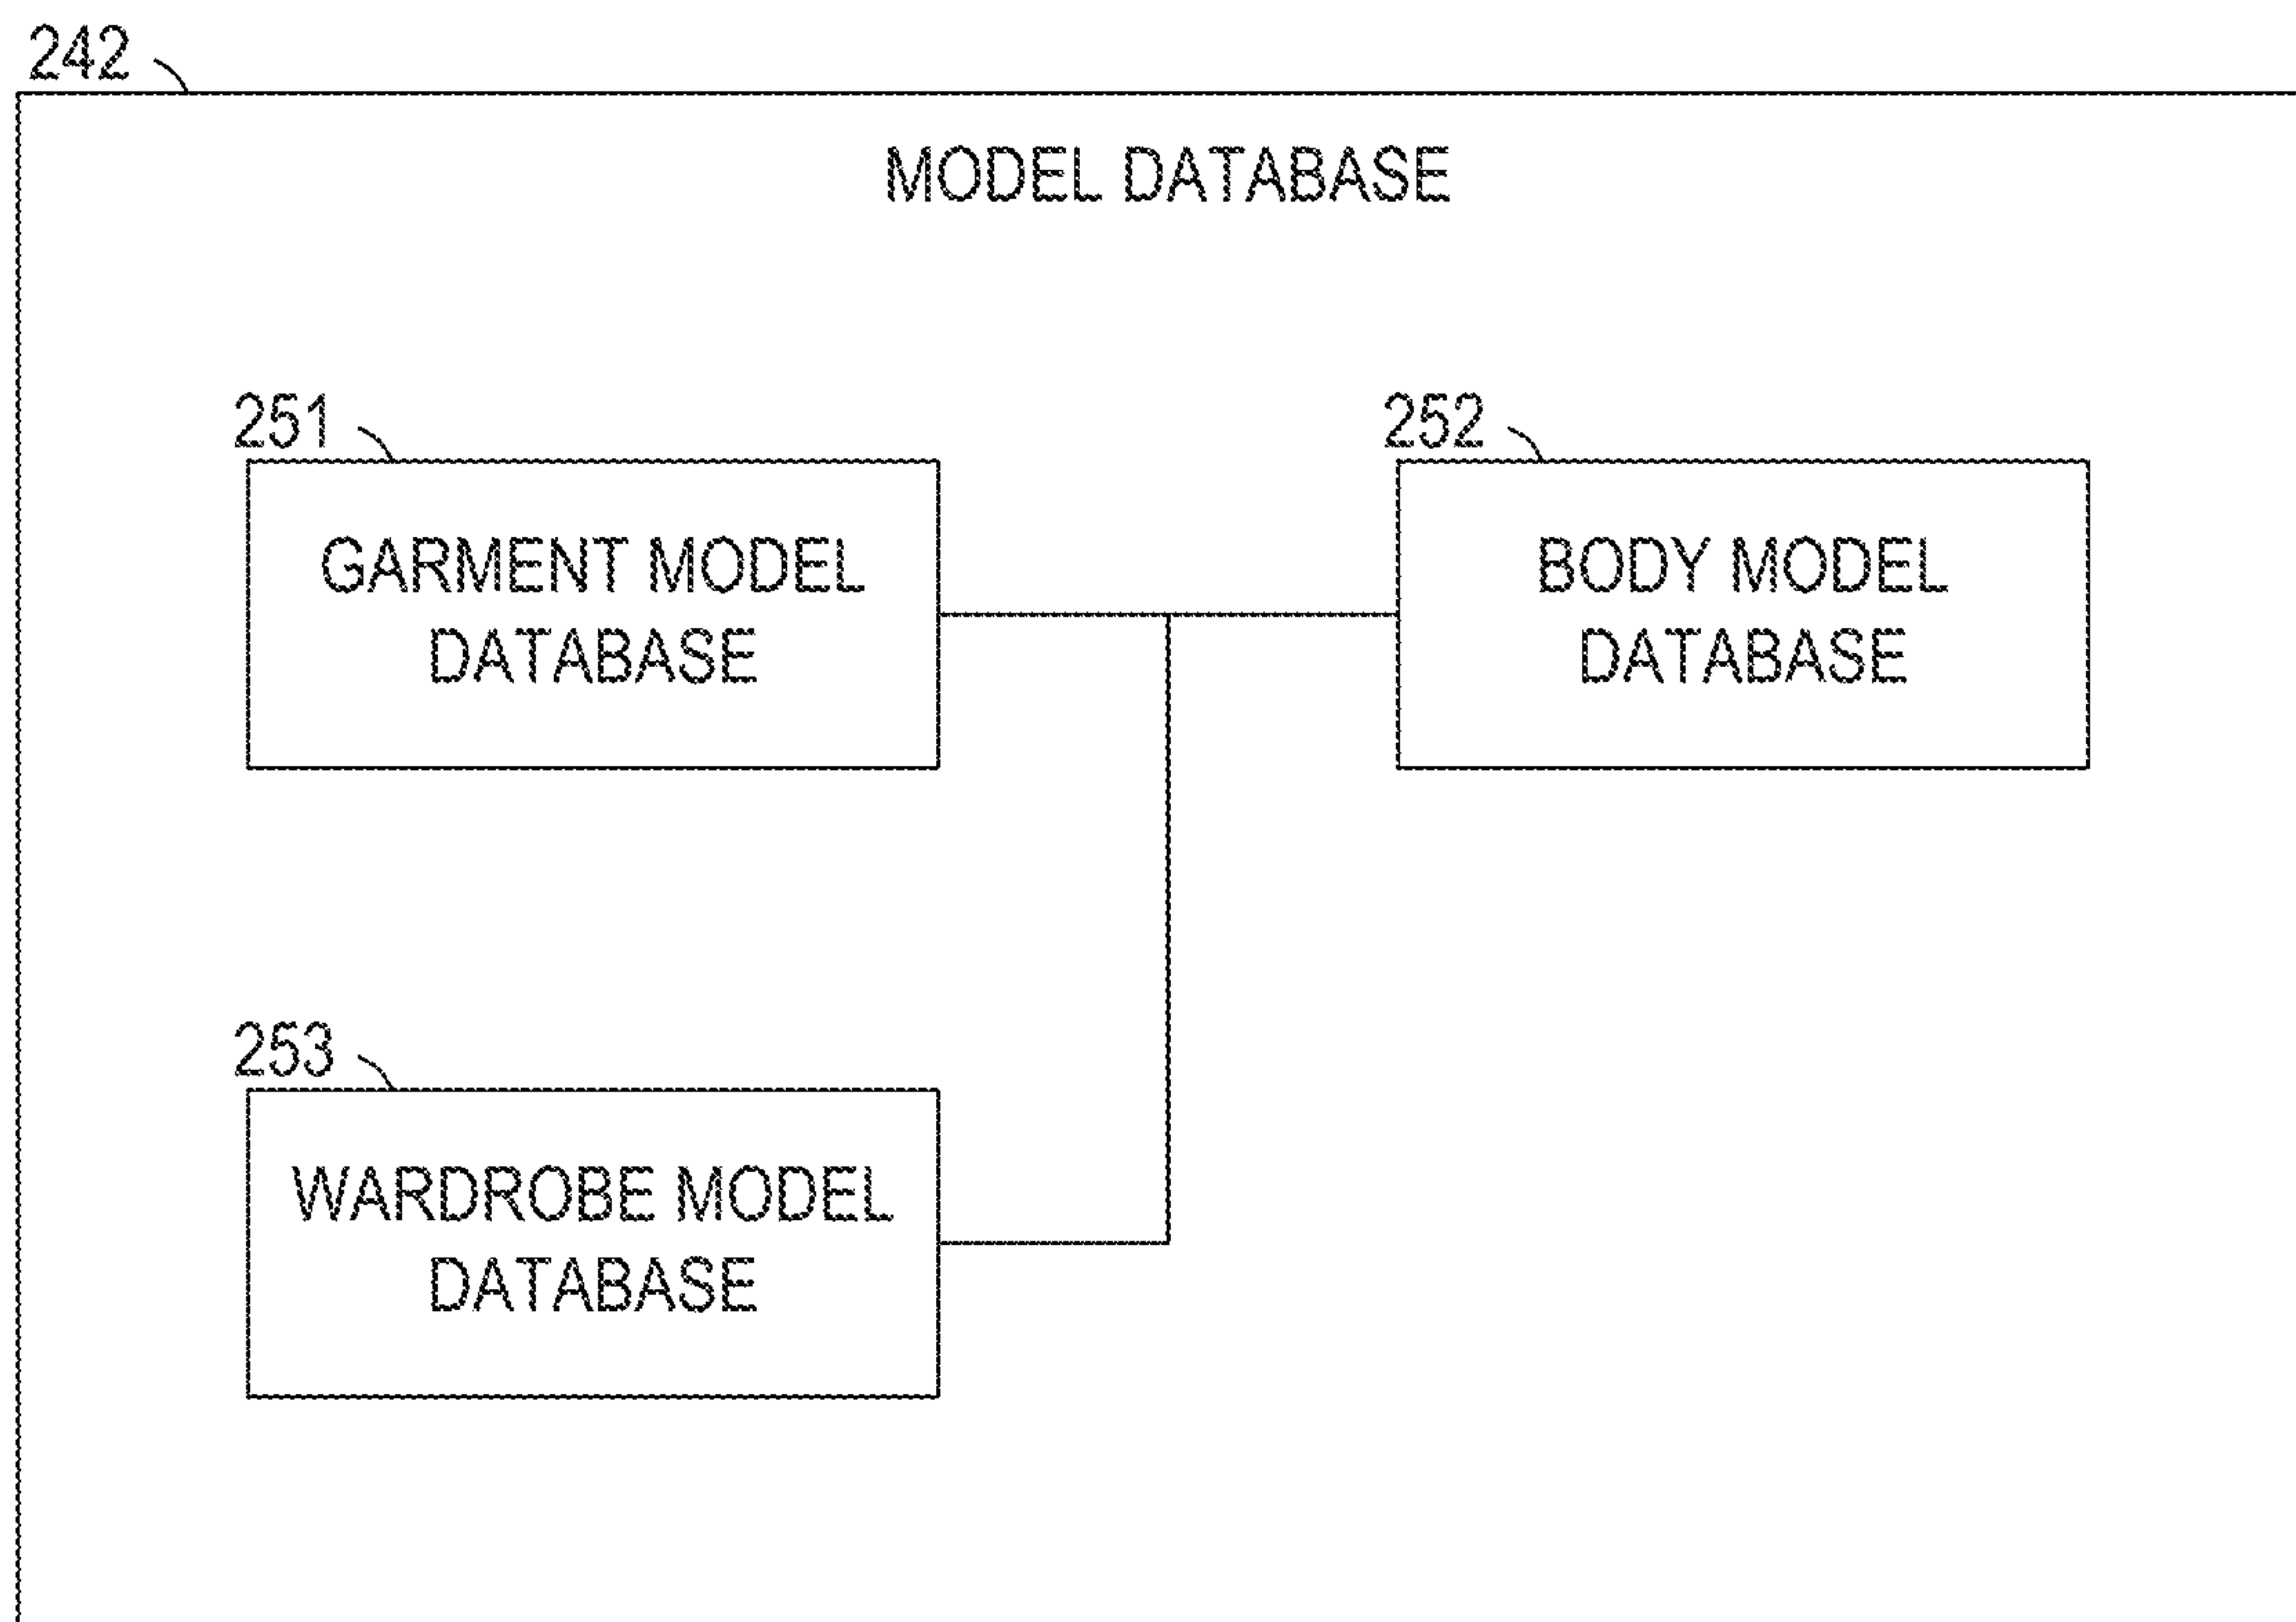 242
MODEL DATABASE
251
252
GARMENT MODEL
DATABASE
BODY MODEL
DATABASE
253
WARDROBE MODEL
DATABASE